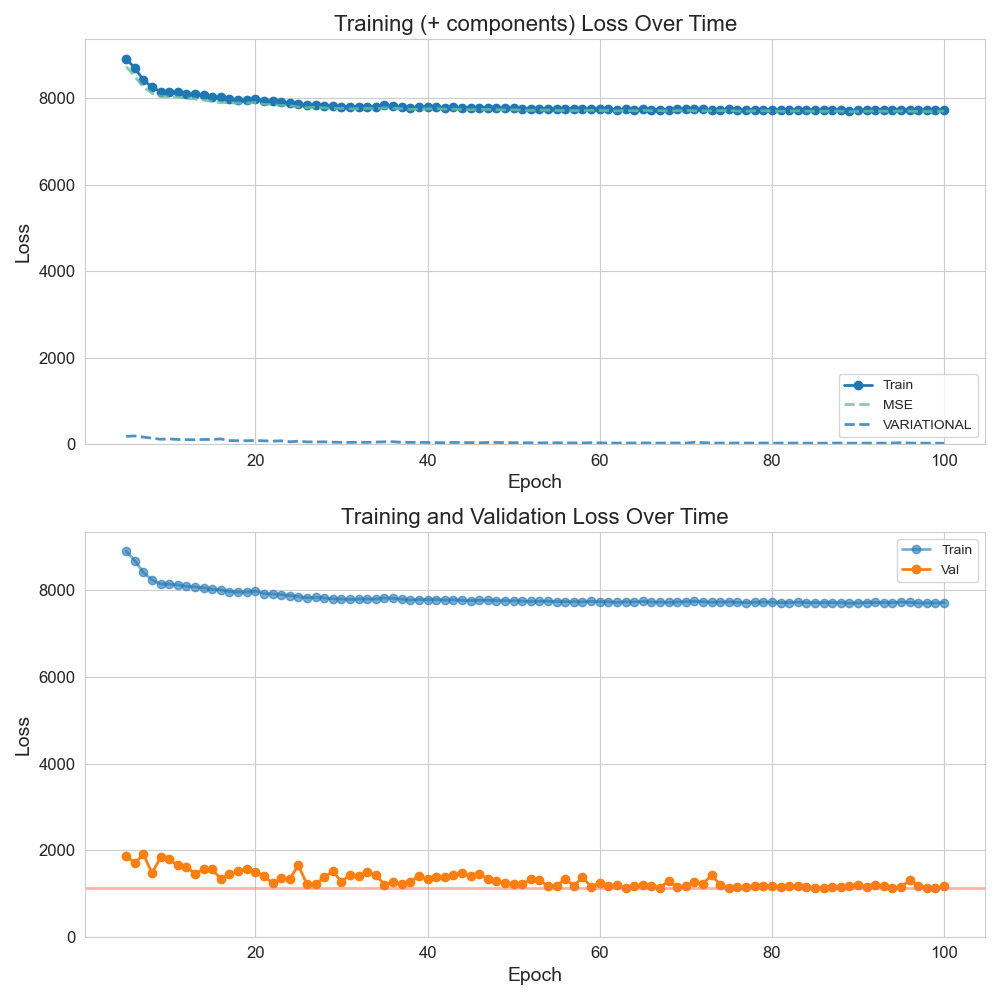 Training (+ components) Loss Over Time
8000
6000
4000
2000
0
Loss
20 40 60 80 100
Epoch
Train
MSE
VARIATIONAL
Training and Validation Loss Over Time
8000
6000
4000
2000
0
Loss
20 40 60 80 100
Epoch
Train
Val